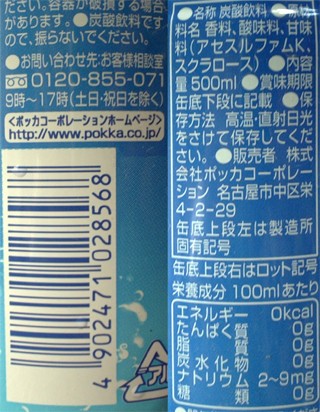 ださい。容器が破損する場合
があります。●炭酸飲料です
ので、振らないでください。
●お問い合わせ先:お客様相談室
0120-855-071
9時~17時(土日・祝日を除く)
<ポッカコーポレーションホームページ>
http://www.pokka.co.jp/
4 902471 028568
●名称 炭酸飲料 ●原材
料名 香料、酸味料、甘味
料(アセスルファムK、
スクラロース) ●内容
量 500ml ●賞味期限
缶底下段に記載 ●保
存方法 高温・直射日光
をさけて保存してくだ
さい。●販売者 株式
会社ポッカコーポレー
ション 名古屋市中区栄
4-2-29
缶底上段左は製造所
固有記号
缶底上段右はロット記号
栄養成分 100mlあたり
エネルギー 0kcal
たんぱく質 0g
脂質 0g
炭水化物 0g
ナトリウム 2~9mg
糖類 0g